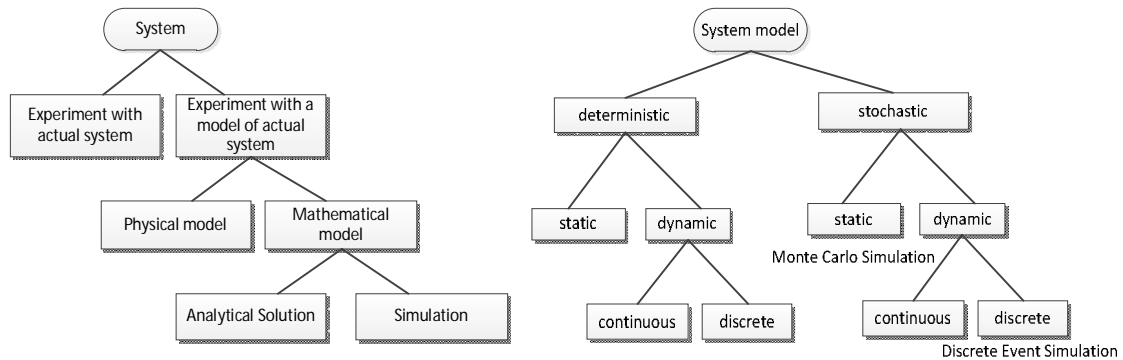 System
Experiment with
actual system
Experiment with a
model of actual
system
Physical model
Mathematical
model
Analytical Solution
Simulation
System model
deterministic
stochastic
static
dynamic
static
dynamic
Monte Carlo Simulation
continuous
discrete
continuous
discrete
Discrete Event Simulation